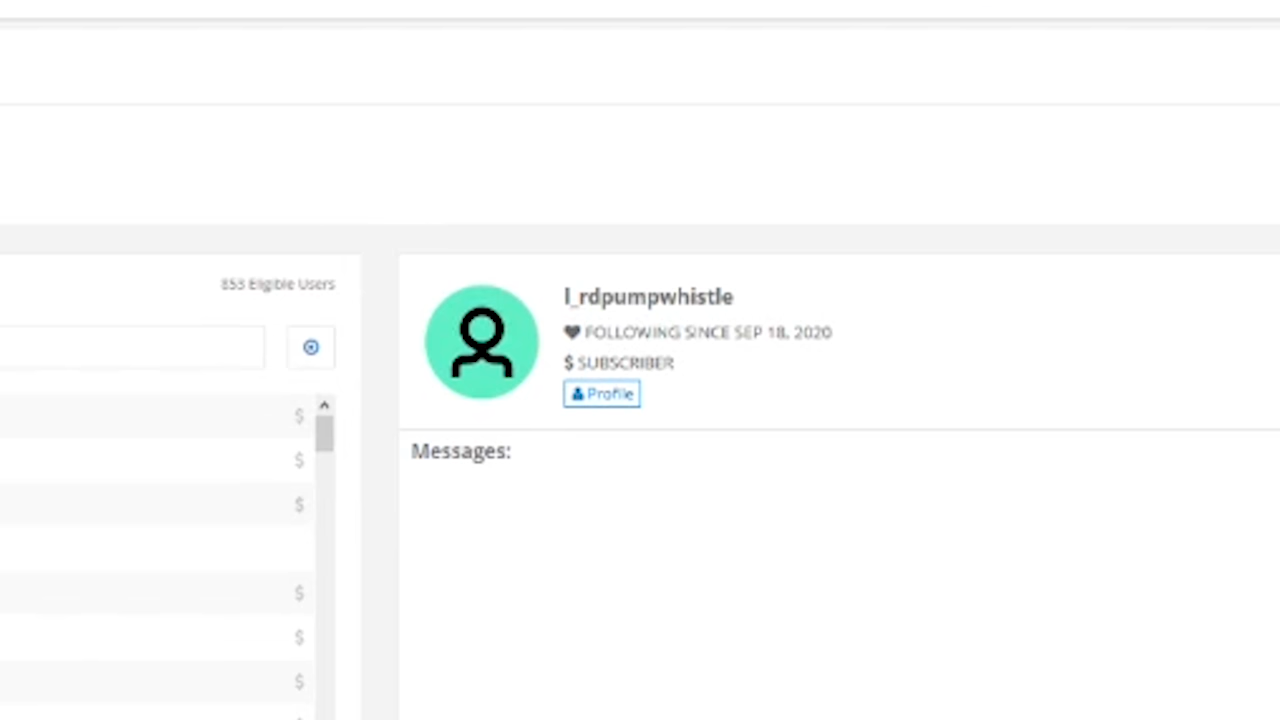 853 Eligible Users
l_rdpumpwhistle
FOLLOWING SINCE SEP 18, 2020
$ SUBSCRIBER
Profile
Messages:
$
$
$
$
$
$